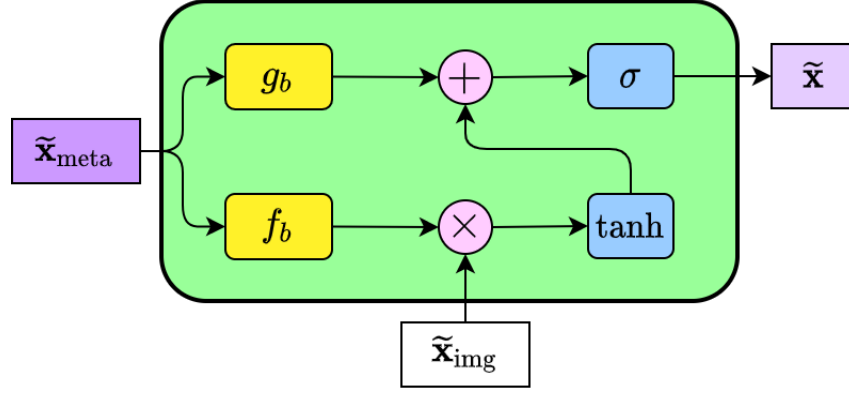 g_b + σ x̃̃
x̃_meta
f_b × tanh
x̃_img